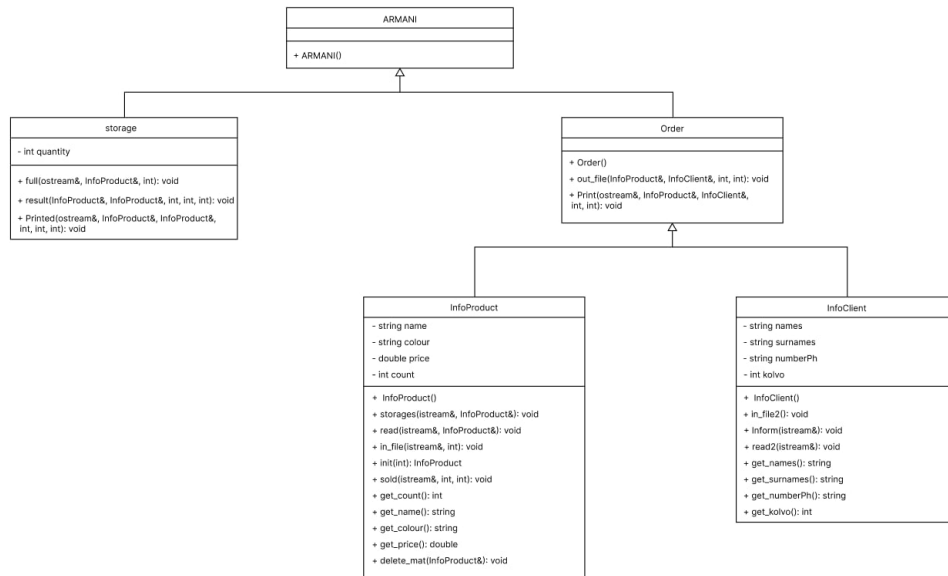 ARMANI
+ ARMANI()
storage
- int quantity
+ full(ostream&, InfoProduct&, int): void
+ result(InfoProduct&, InfoProduct&, int, int, int): void
+ Printed(ostream&, InfoProduct&, InfoProduct&,
int, int, int): void
Order
+ Order()
+ out_file(InfoProduct&, InfoClient&, int, int): void
+ Print(ostream&, InfoProduct&, InfoClient&,
int, int): void
InfoProduct
- string name
- string colour
- double price
- int count
+ InfoProduct()
+ storages(istream&, InfoProduct&): void
+ read(istream&, InfoProduct&): void
+ in_file(istream&, int): void
+ init(int): InfoProduct
+ sold(istream&, int, int): void
+ get_count(): int
+ get_name(): string
+ get_colour(): string
+ get_price(): double
+ delete_mat(InfoProduct&): void
InfoClient
- string names
- string surnames
- string numberPh
- int kolvo
+ InfoClient()
+ in_file2(): void
+ Inform(istream&): void
+ read2(istream&): void
+ get_names(): string
+ get_surnames(): string
+ get_numberPh(): string
+ get_kolvo(): int